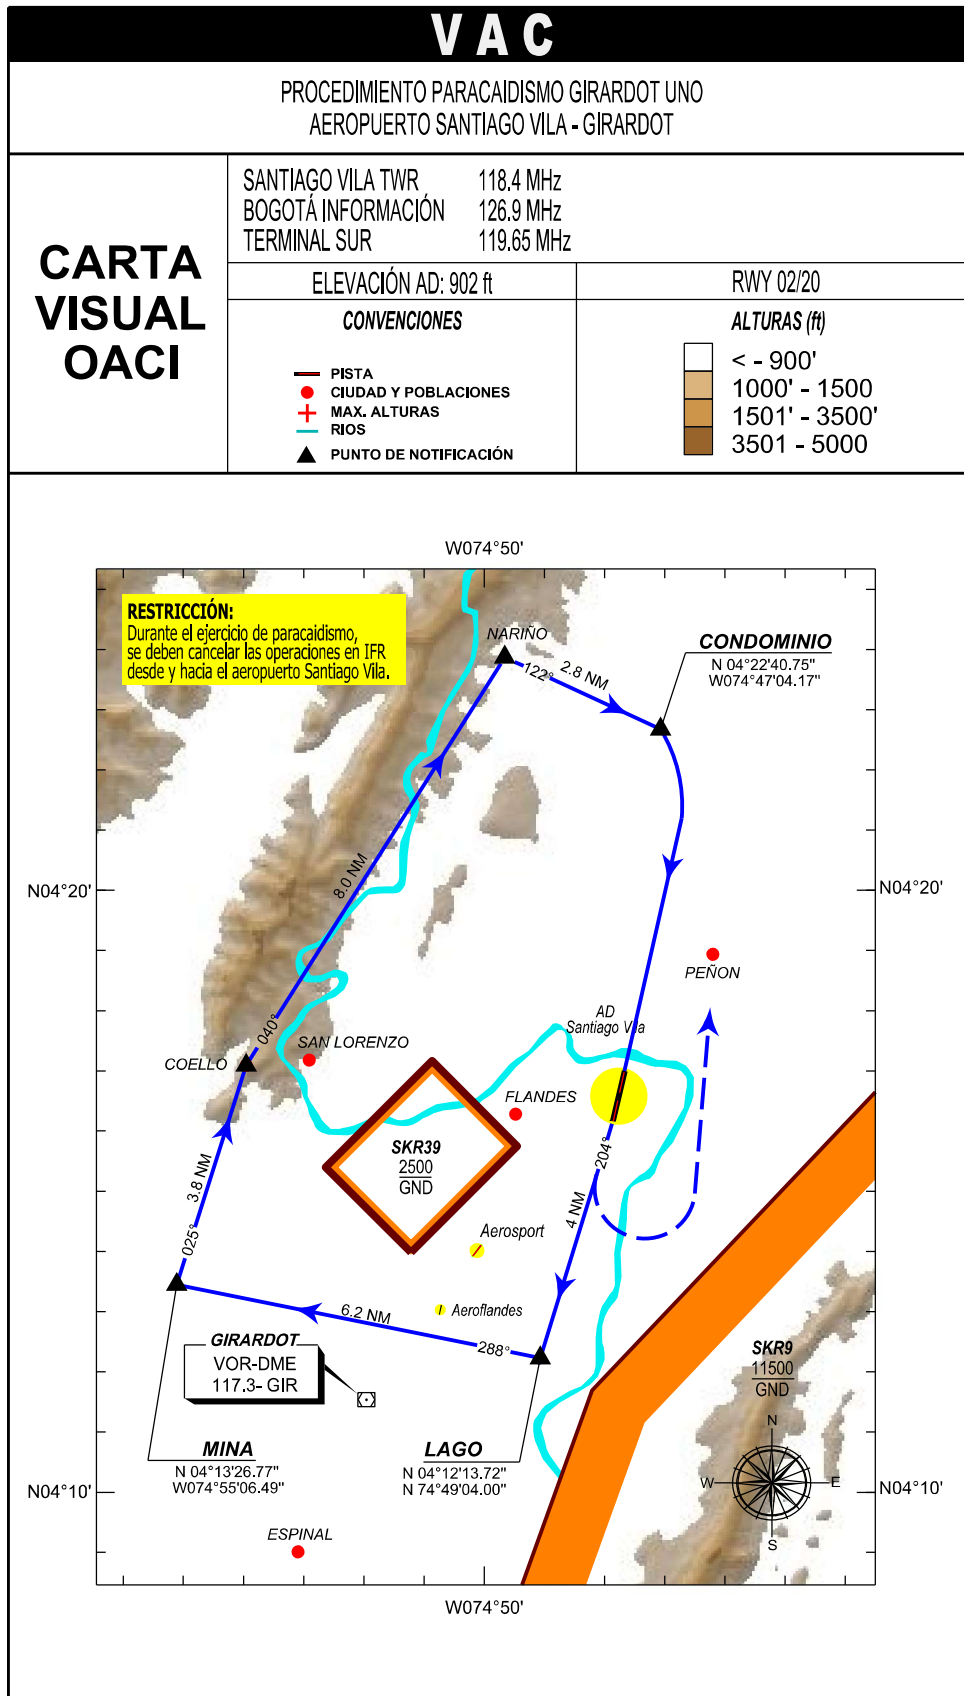 VAC
PROCEDIMIENTO PARACAIDISMO GIRARDOT UNO
AEROPUERTO SANTIAGO VILA - GIRARDOT
CARTA
VISUAL
OACI
SANTIAGO VILA TWR 118.4 MHz
BOGOTÁ INFORMACIÓN 126.9 MHz
TERMINAL SUR 119.65 MHz
ELEVACIÓN AD: 902 ft
RWY 02/20
CONVENCIONES
PISTA
CIUDAD Y POBLACIONES
MAX. ALTURAS
RIOS
PUNTO DE NOTIFICACIÓN
ALTURAS (ft)
< - 900'
1000' - 1500
1501' - 3500'
3501 - 5000
W074°50'
RESTRICCIÓN:
Durante el ejercicio de paracaidismo,
se deben cancelar las operaciones en IFR
desde y hacia el aeropuerto Santiago Vila.
NARIÑO
122°
2.8 NM
CONDOMINIO
N 04°22'40.75"
W074°47'04.17"
8.0 NM
N04°20'
N04°20'
PEÑON
AD
Santiago Vila
040°
SAN LORENZO
COELLO
FLANDES
SKR39
2500
GND
204°
3.8 NM
4 NM
025°
Aerosport
Aeroflandes
6.2 NM
288°
GIRARDOT
VOR-DME
117.3- GIR
SKR9
11500
GND
N
W
E
S
MINA
N 04°13'26.77"
W074°55'06.49"
LAGO
N 04°12'13.72"
N 74°49'04.00"
N04°10'
N04°10'
ESPINAL
W074°50'